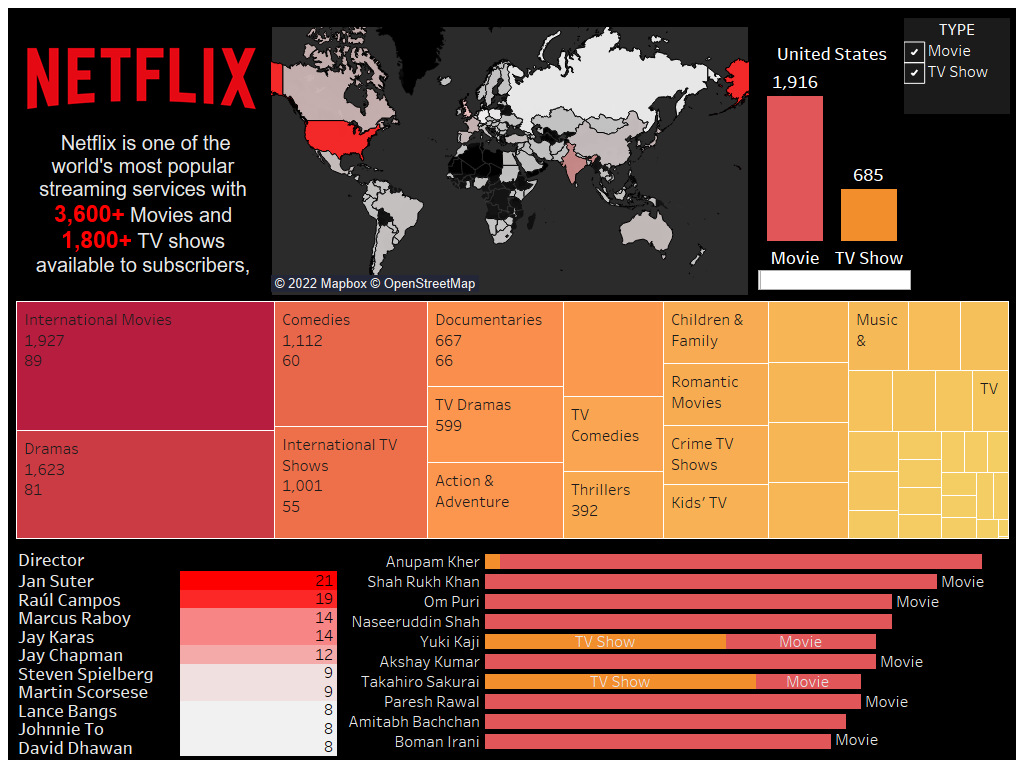 NETFLIX
Netflix is one of the
world's most popular
streaming services with
3,600+ Movies and
1,800+ TV shows
available to subscribers,
© 2022 Mapbox © OpenStreetMap
United States
1,916
685
Movie
TV Show
TYPE
Movie
TV Show
International Movies
1,927
89
Dramas
1,623
81
Comedies
1,112
60
International TV
Shows
1,001
55
Documentaries
667
66
TV Dramas
599
Action &
Adventure
TV
Comedies
Thrillers
392
Children &
Family
Romantic
Movies
Crime TV
Shows
Kids' TV
Music
&
TV
Director
Jan Suter 21
Raúl Campos 19
Marcus Raboy 14
Jay Karas 14
Jay Chapman 12
Steven Spielberg 9
Martin Scorsese 9
Lance Bangs 8
Johnnie To 8
David Dhawan 8
Anupam Kher
Shah Rukh Khan Movie
Om Puri Movie
Naseeruddin Shah
Yuki Kaji TV Show Movie
Akshay Kumar Movie
Takahiro Sakurai TV Show Movie
Paresh Rawal Movie
Amitabh Bachchan
Boman Irani Movie